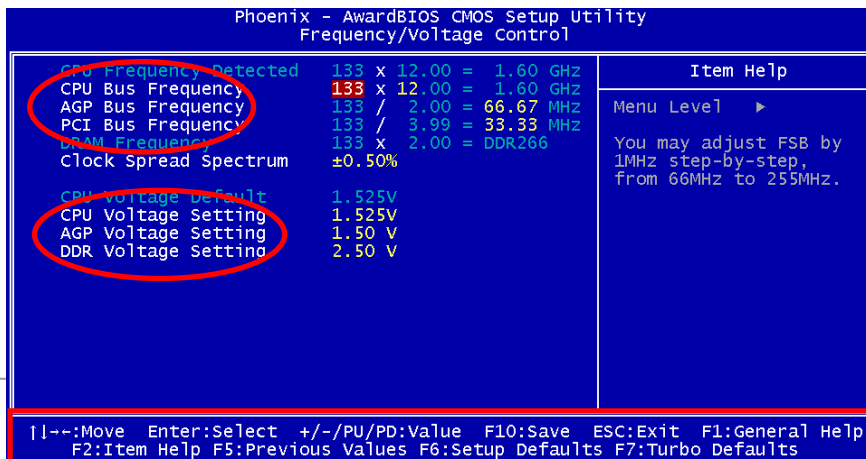 Phoenix - AwardBIOS CMOS Setup Utility
Frequency/Voltage Control
CPU Frequency Detected 133 x 12.00 = 1.60 GHz
CPU Bus Frequency 133 x 12.00 = 1.60 GHz
AGP Bus Frequency 133 / 2.00 = 66.67 MHz
PCI Bus Frequency 133 / 3.99 = 33.33 MHz
DRAM Frequency 133 x 2.00 = DDR266
Clock Spread Spectrum ±0.50%
CPU Voltage Default 1.525V
CPU Voltage Setting 1.525V
AGP Voltage Setting 1.50 V
DDR Voltage Setting 2.50 V
Item Help
Menu Level ▶
You may adjust FSB by
1MHz step-by-step,
from 66MHz to 255MHz.
↑↓→←:Move Enter:Select +/-/PU/PD:Value F10:Save ESC:Exit F1:General Help
F2:Item Help F5:Previous Values F6:Setup Defaults F7:Turbo Defaults